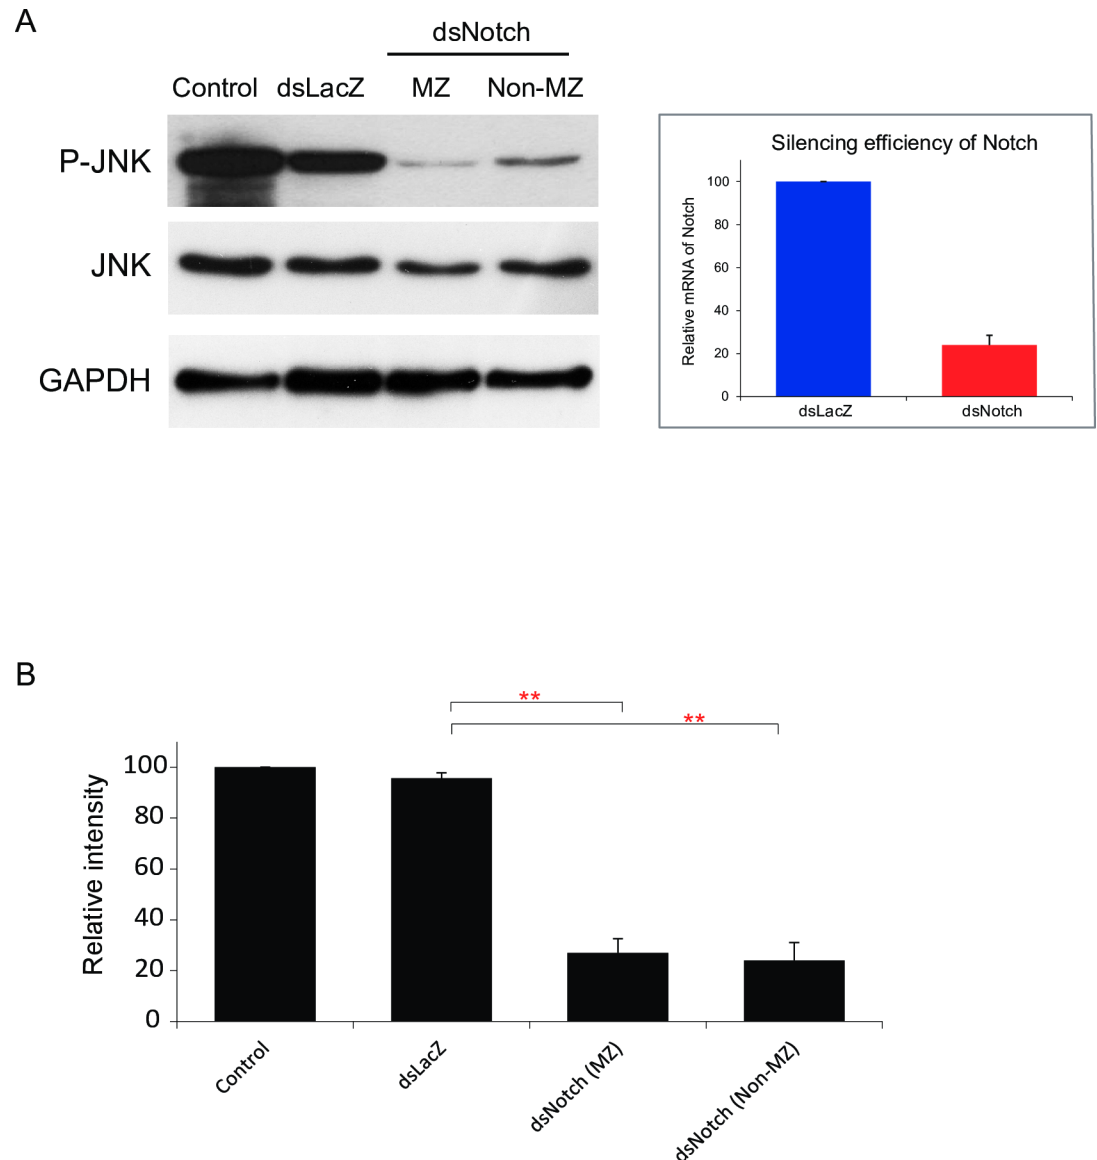 A
dsNotch
Control dsLacZ MZ Non-MZ
P-JNK
JNK
GAPDH
Silencing efficiency of Notch
Relative mRNA of Notch
100
80
60
40
20
0
dsLacZ dsNotch
B
**
**
Relative intensity
100
80
60
40
20
0
Control
dsLacZ
dsNotch (MZ)
dsNotch (Non-MZ)